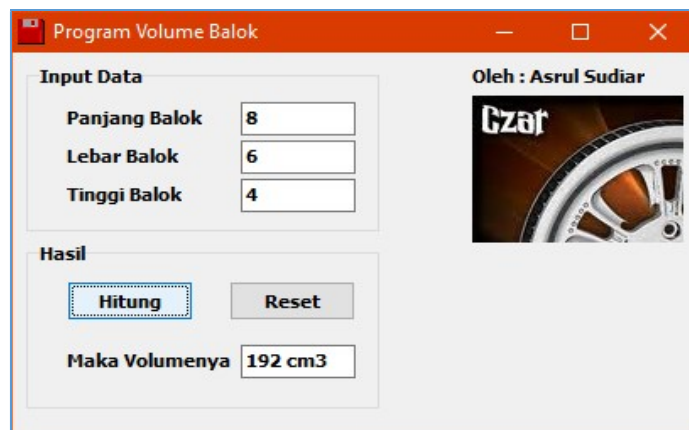 Program Volume Balok
Input Data
Panjang Balok 8
Lebar Balok 6
Tinggi Balok 4
Hasil
Hitung Reset
Maka Volumenya 192 cm3
Oleh : Asrul Sudiar
Czar